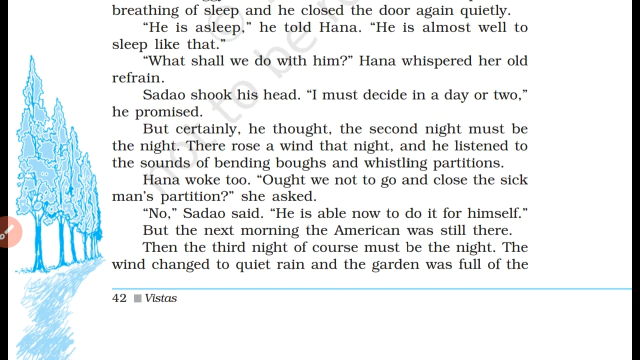 breathing of sleep and he closed the door again quietly.
“He is asleep,” he told Hana. “He is almost well to
sleep like that.”
“What shall we do with him?” Hana whispered her old
refrain.
Sadao shook his head. “I must decide in a day or two,”
he promised.
But certainly, he thought, the second night must be
the night. There rose a wind that night, and he listened to
the sounds of bending boughs and whistling partitions.
Hana woke too. “Ought we not to go and close the sick
man’s partition?” she asked.
“No,” Sadao said. “He is able now to do it for himself.”
But the next morning the American was still there.
Then the third night of course must be the night. The
wind changed to quiet rain and the garden was full of the
42 Vistas
not to be re